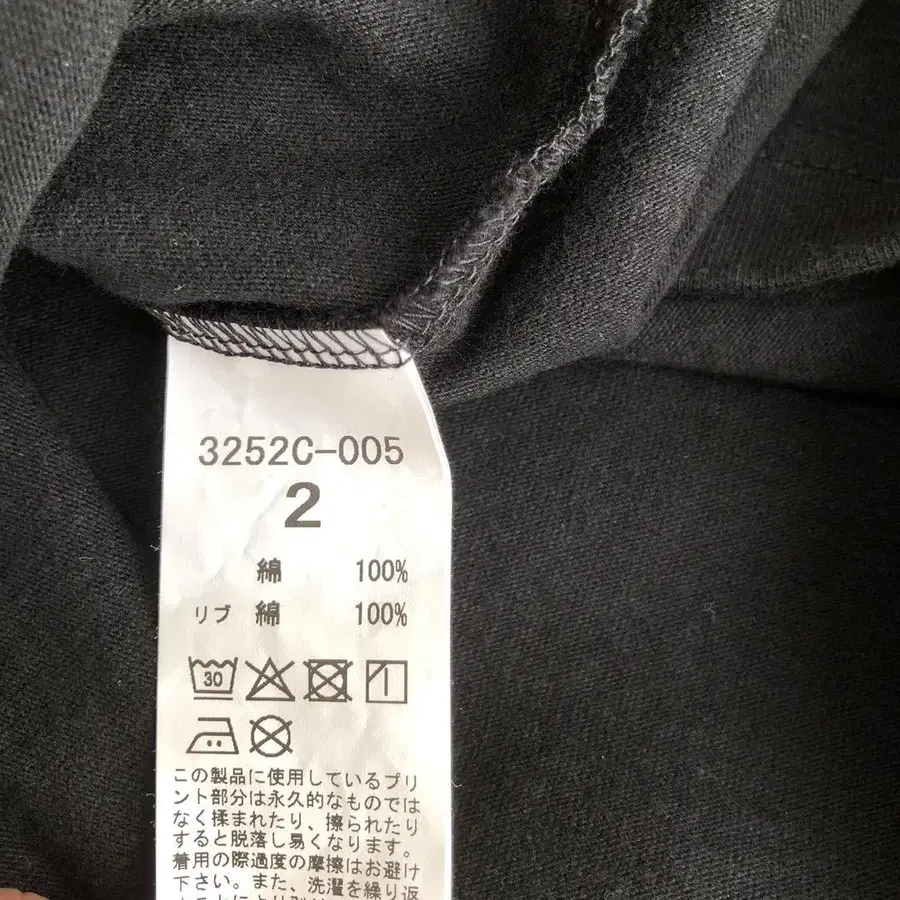 3252C-005
2
綿 100%
リブ 綿 100%
30
この製品に使用しているプリ
ント部分は永久的なものでは
なく揉まれたり、擦られたり
すると脱落し易くなります。
着用の際過度の摩擦はお避け
下さい。また、洗濯を繰り返